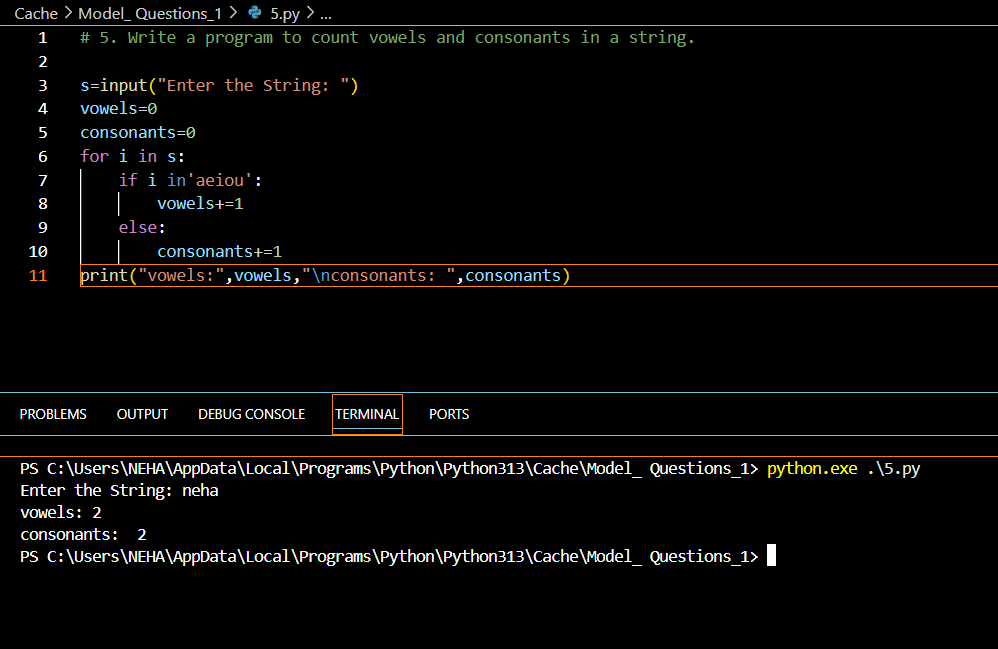 Cache > Model_ Questions_1 > 5.py > ...
1 # 5. Write a program to count vowels and consonants in a string.
2
3 s=input("Enter the String: ")
4 vowels=0
5 consonants=0
6 for i in s:
7     if i in'aeiou':
8         vowels+=1
9     else:
10         consonants+=1
11 print("vowels:",vowels,"\nconsonants: ",consonants)
PROBLEMS OUTPUT DEBUG CONSOLE TERMINAL PORTS
PS C:\Users\NEHA\AppData\Local\Programs\Python\Python313\Cache\Model_ Questions_1> python.exe .\5.py
Enter the String: neha
vowels: 2
consonants:  2
PS C:\Users\NEHA\AppData\Local\Programs\Python\Python313\Cache\Model_ Questions_1>